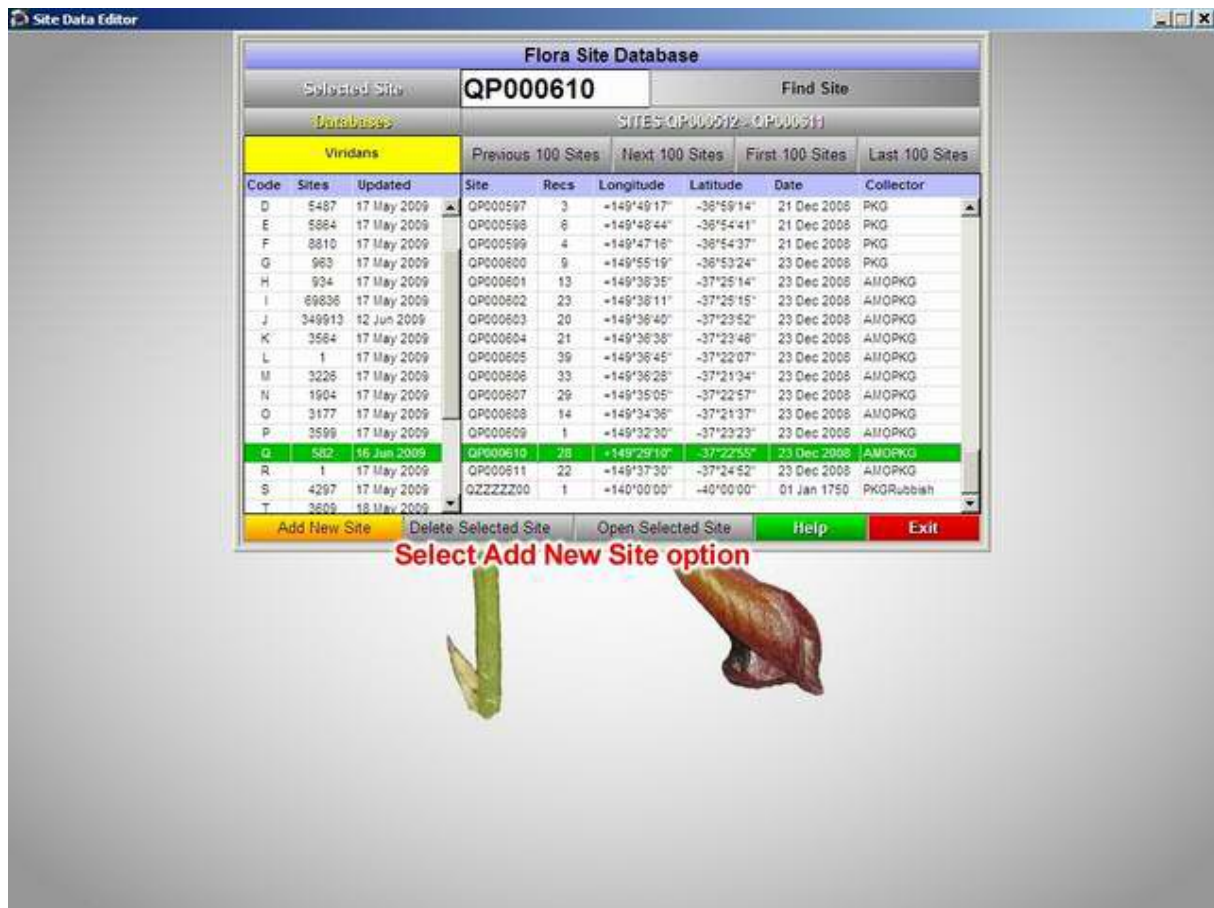 Site Data Editor
Flora Site Database
Selected Site QP000610 Find Site
Databases SITES QP000512 - QP000611
Viridans Previous 100 Sites Next 100 Sites First 100 Sites Last 100 Sites
Code Sites Updated Site Recs Longitude Latitude Date Collector
D 5487 17 May 2009 QP000597 3 +149°49'17" -36°59'14" 21 Dec 2008 PKG
E 5864 17 May 2009 QP000598 6 +149°48'44" -36°54'41" 21 Dec 2008 PKG
F 8810 17 May 2009 QP000599 4 +149°47'16" -36°54'37" 21 Dec 2008 PKG
G 963 17 May 2009 QP000600 9 +149°55'19" -36°53'24" 23 Dec 2008 PKG
H 934 17 May 2009 QP000601 13 +149°38'35" -37°25'14" 23 Dec 2008 AMOPKG
I 69836 17 May 2009 QP000602 23 +149°38'11" -37°25'15" 23 Dec 2008 AMOPKG
J 349913 12 Jun 2009 QP000603 20 +149°36'40" -37°23'52" 23 Dec 2008 AMOPKG
K 3564 17 May 2009 QP000604 21 +149°36'38" -37°23'46" 23 Dec 2008 AMOPKG
L 1 17 May 2009 QP000605 39 +149°36'45" -37°22'07" 23 Dec 2008 AMOPKG
M 3226 17 May 2009 QP000606 33 +149°36'25" -37°21'34" 23 Dec 2008 AMOPKG
N 1904 17 May 2009 QP000607 29 +149°35'05" -37°22'57" 23 Dec 2008 AMOPKG
O 3177 17 May 2009 QP000608 14 +149°34'36" -37°21'37" 23 Dec 2008 AMOPKG
P 3599 17 May 2009 QP000609 1 +149°32'30" -37°23'23" 23 Dec 2008 AMOPKG
Q 582 16 Jun 2009 QP000610 28 +149°29'10" -37°22'55" 23 Dec 2008 AMOPKG
R 1 17 May 2009 QP000611 22 +149°37'30" -37°24'52" 23 Dec 2008 AMOPKG
S 4297 17 May 2009 QZZZZZ00 1 +140°00'00" -40°00'00" 01 Jan 1750 PKGRubbish
T 3609 18 May 2009
Add New Site Delete Selected Site Open Selected Site Help Exit
Select Add New Site option